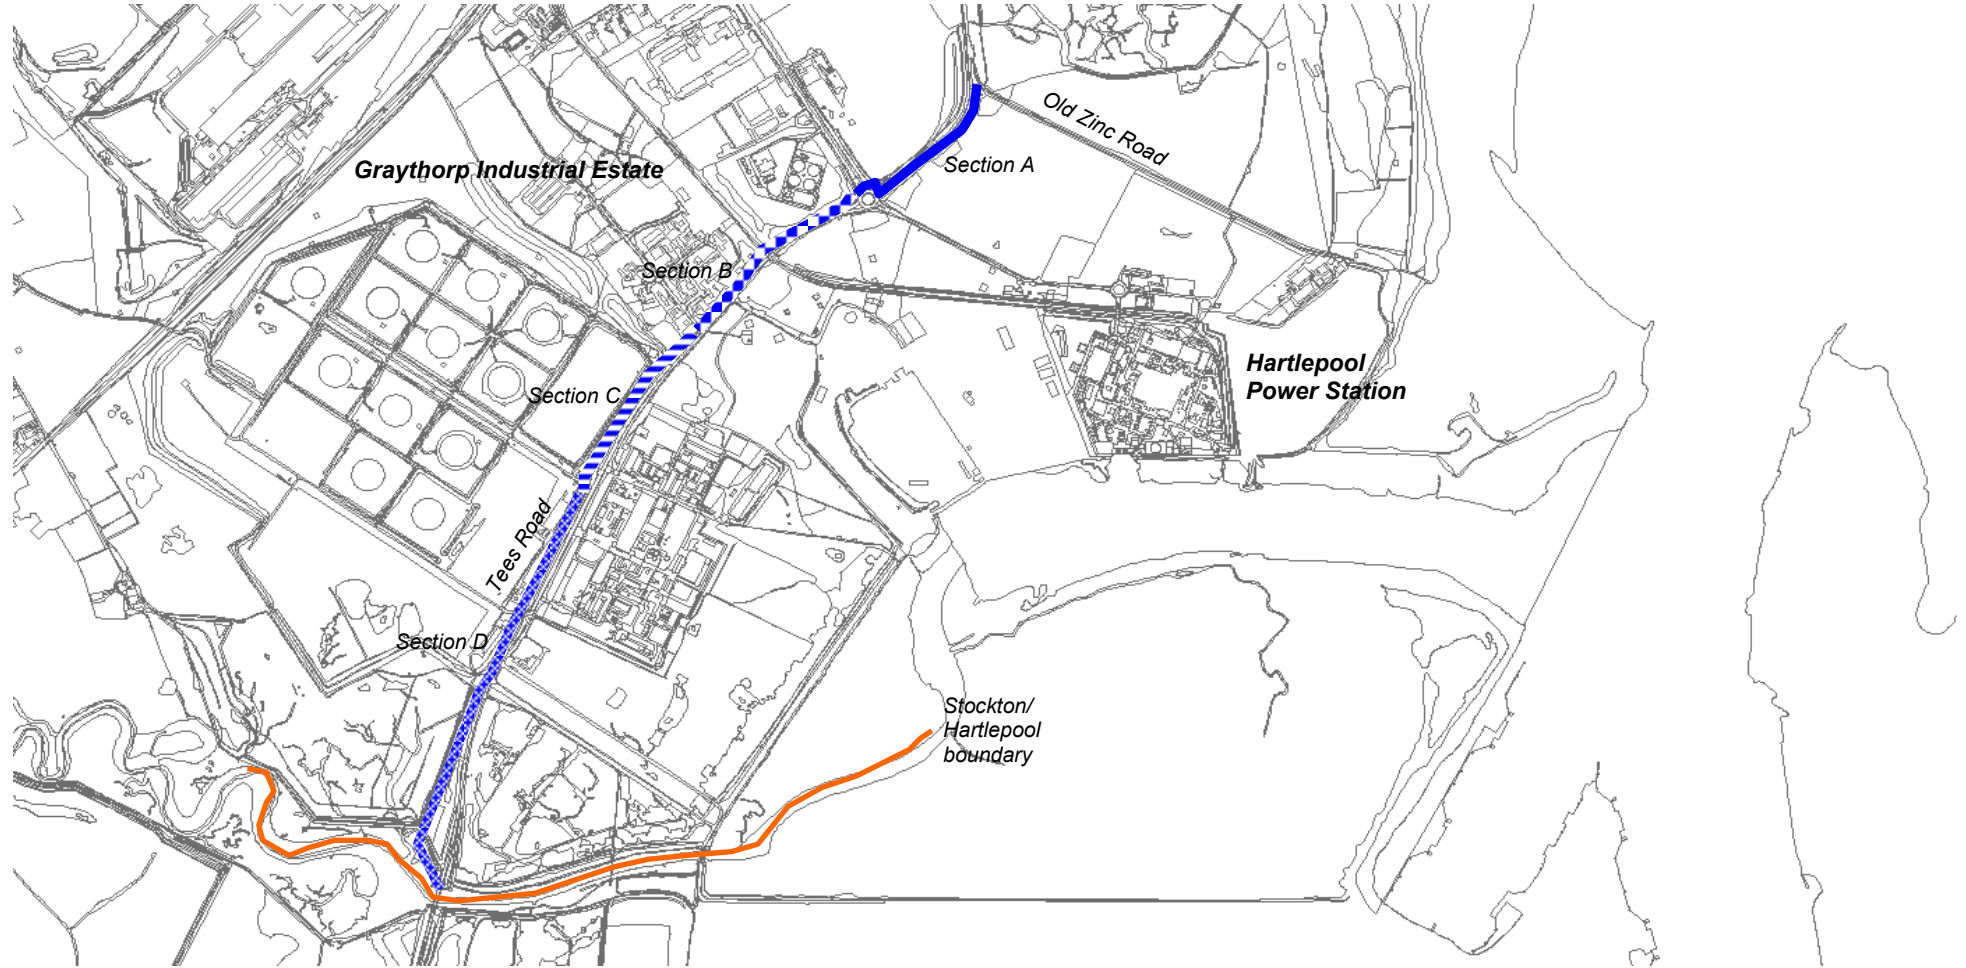 Old Zinc Road
Section A
Graythorp Industrial Estate
Section B
Hartlepool
Power Station
Section C
Tees Road
Section D
Stockton/
Hartlepool
boundary